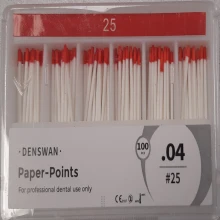 25
·DENSWAN·
Paper-Points
For professional dental use only
100
.04
#25